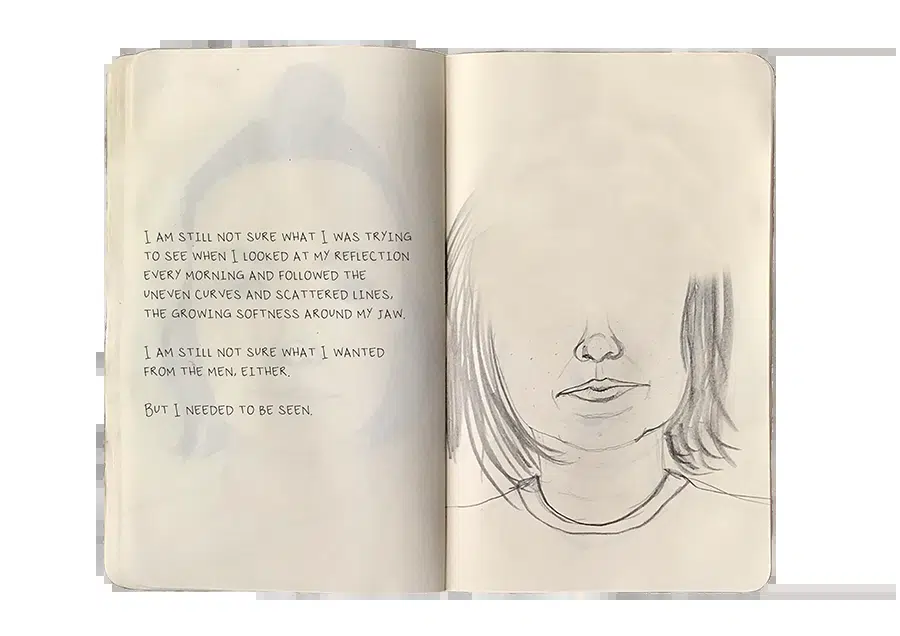 I AM STILL NOT SURE WHAT I WAS TRYING
TO SEE WHEN I LOOKED AT MY REFLECTION
EVERY MORNING AND FOLLOWED THE
UNEVEN CURVES AND SCATTERED LINES,
THE GROWING SOFTNESS AROUND MY JAW.
I AM STILL NOT SURE WHAT I WANTED
FROM THE MEN, EITHER.
BUT I NEEDED TO BE SEEN.